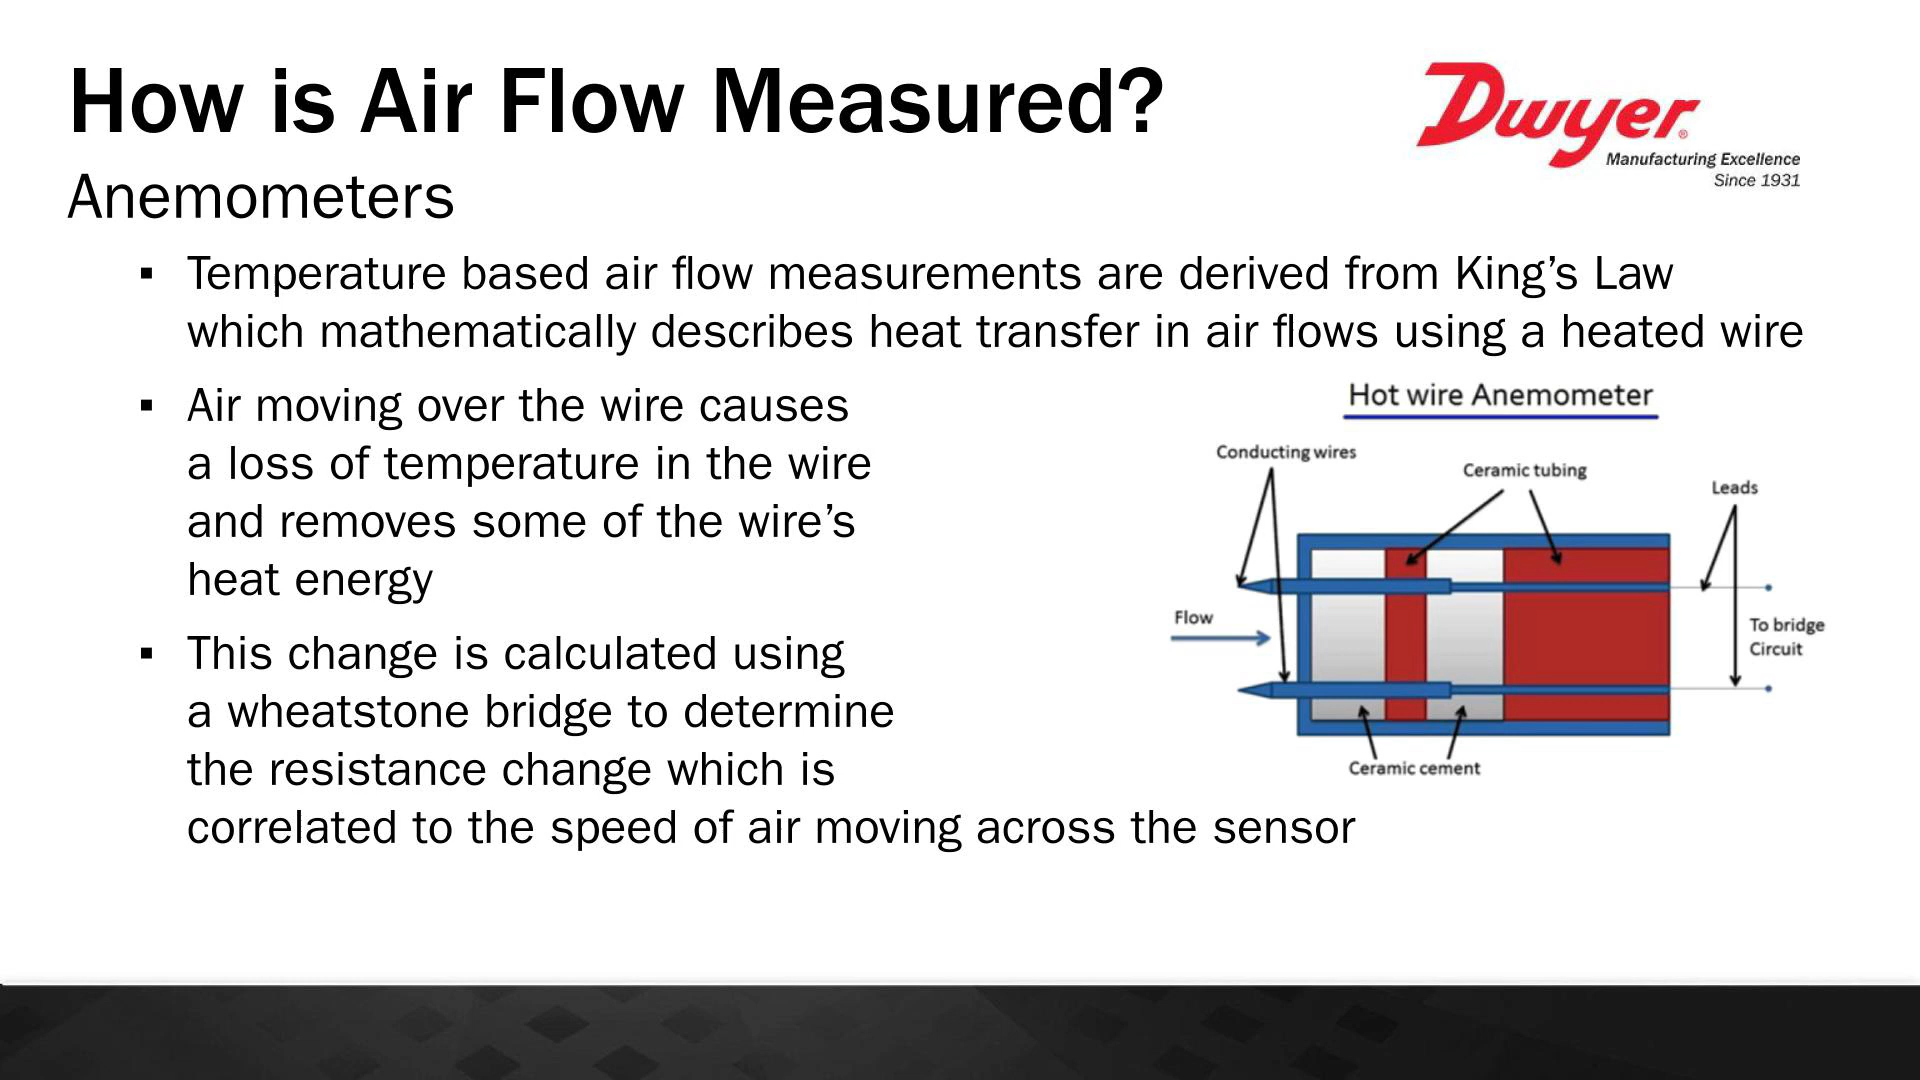 How is Air Flow Measured?
Dwyer®
Manufacturing Excellence
Since 1931
Anemometers
▪ Temperature based air flow measurements are derived from King’s Law
which mathematically describes heat transfer in air flows using a heated wire
▪ Air moving over the wire causes
a loss of temperature in the wire
and removes some of the wire’s
heat energy
▪ This change is calculated using
a wheatstone bridge to determine
the resistance change which is
correlated to the speed of air moving across the sensor
Hot wire Anemometer
Conducting wires
Ceramic tubing
Leads
Flow
To bridge
Circuit
Ceramic cement